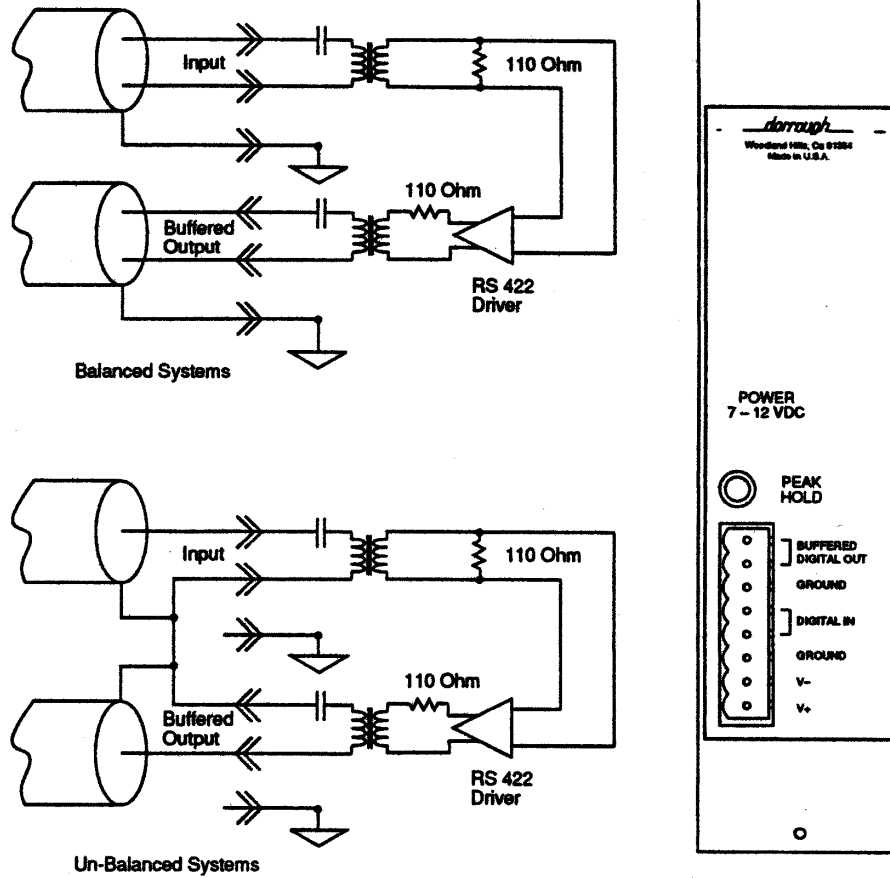 Input
110 Ohm
110 Ohm
Buffered
Output
RS 422
Driver
Balanced Systems
Input
110 Ohm
110 Ohm
Buffered
Output
RS 422
Driver
Un-Balanced Systems
dorrough
Woodland Hills, Ca 91364
Made in U.S.A.
POWER
7 – 12 VDC
PEAK
HOLD
BUFFERED
DIGITAL OUT
GROUND
DIGITAL IN
GROUND
V–
V+